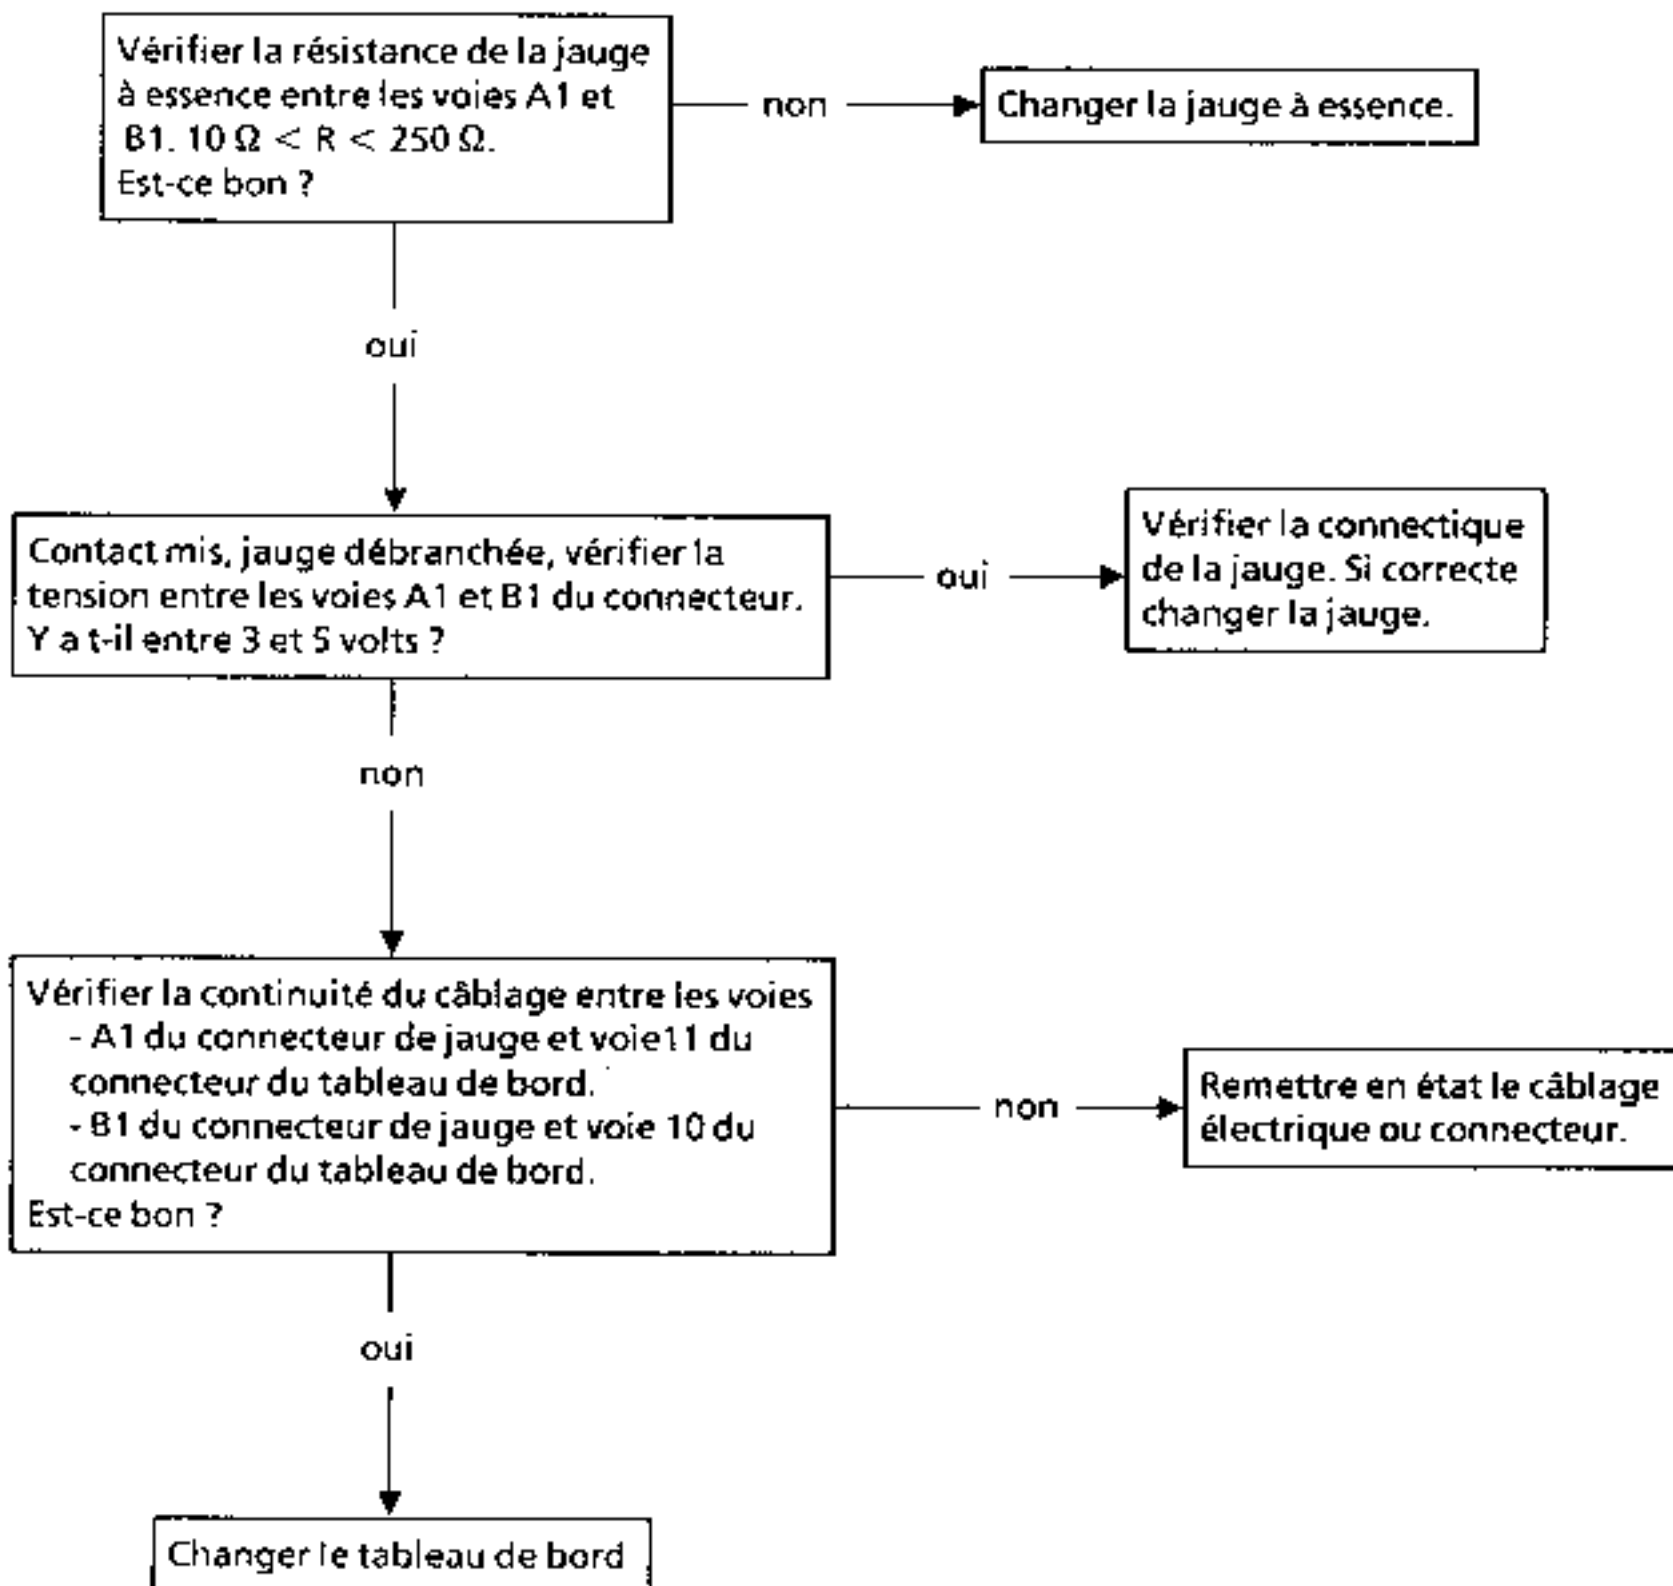 Vérifier la résistance de la jauge
à essence entre les voies A1 et
B1. 10 Ω < R < 250 Ω.
Est-ce bon ?
non
Changer la jauge à essence.
oui
Contact mis, jauge débranchée, vérifier la
tension entre les voies A1 et B1 du connecteur.
Y a t-il entre 3 et 5 volts ?
oui
Vérifier la connectique
de la jauge. Si correcte
changer la jauge.
non
Vérifier la continuité du câblage entre les voies
- A1 du connecteur de jauge et voie11 du
connecteur du tableau de bord.
- B1 du connecteur de jauge et voie 10 du
connecteur du tableau de bord.
Est-ce bon ?
non
Remettre en état le câblage
électrique ou connecteur.
oui
Changer le tableau de bord